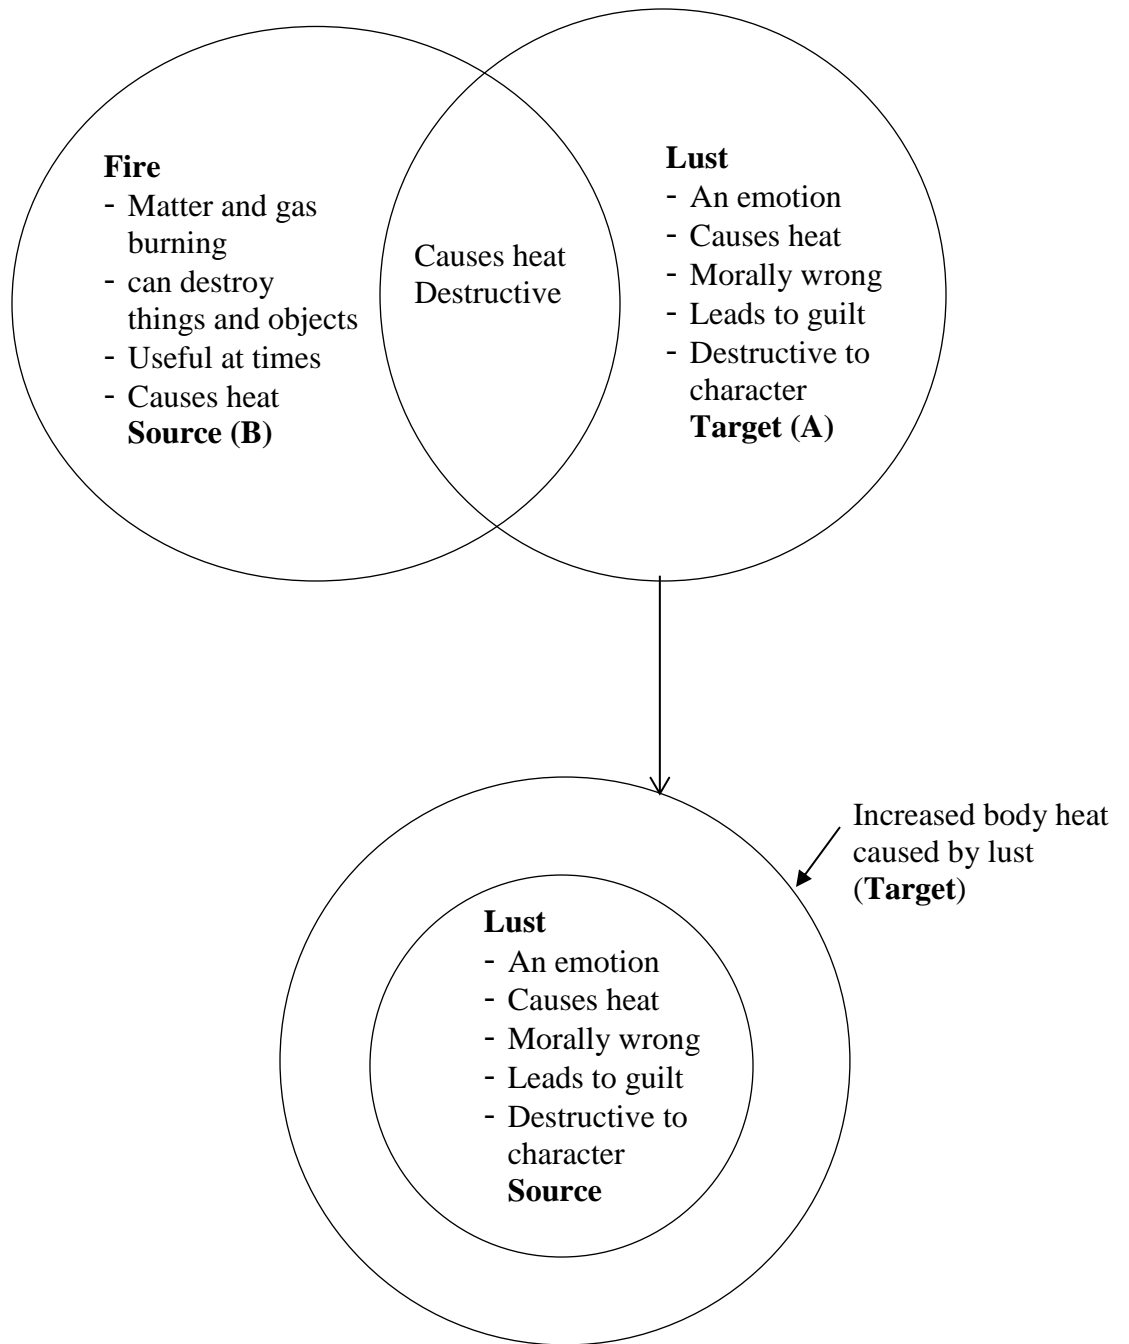 Fire
- Matter and gas
burning
- can destroy
things and objects
- Useful at times
- Causes heat
Source (B)
Causes heat
Destructive
Lust
- An emotion
- Causes heat
- Morally wrong
- Leads to guilt
- Destructive to
character
Target (A)
Increased body heat
caused by lust
(Target)
Lust
- An emotion
- Causes heat
- Morally wrong
- Leads to guilt
- Destructive to
character
Source